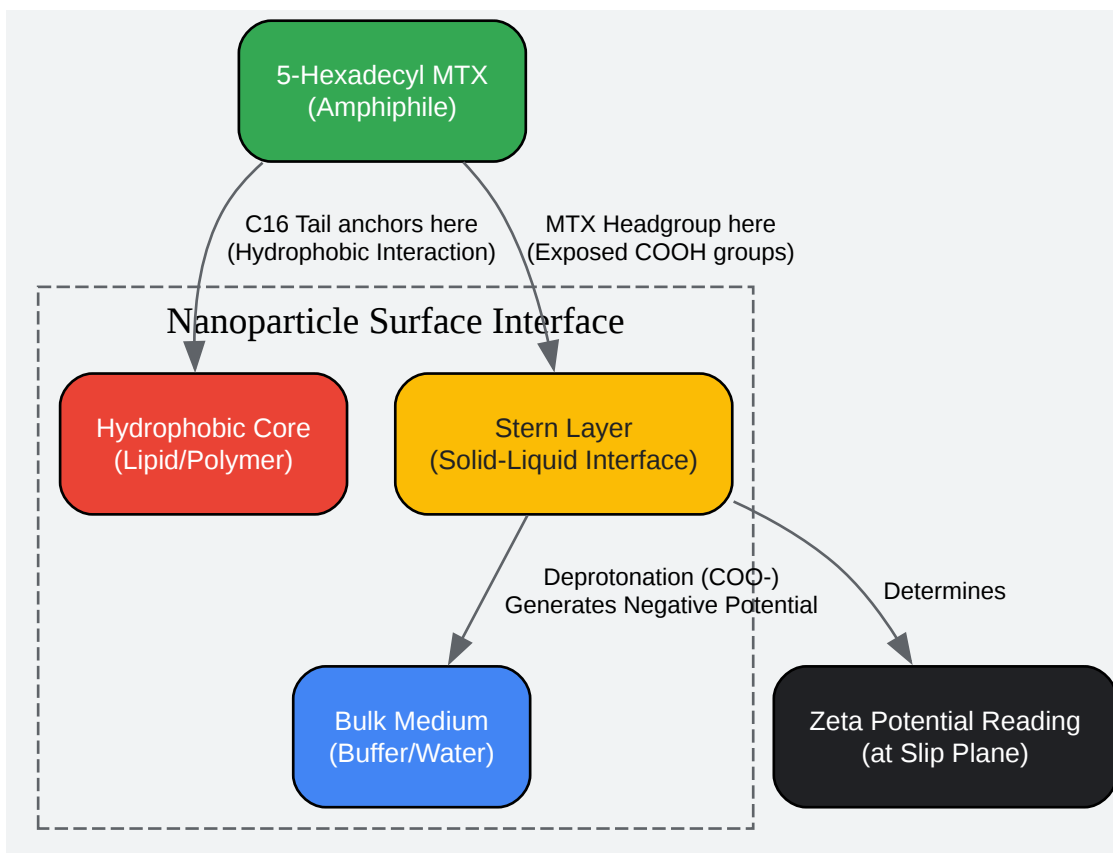 5-Hexadecyl MTX
(Amphiphile)
C16 Tail anchors here
(Hydrophobic Interaction)
MTX Headgroup here
(Exposed COOH groups)
Nanoparticle Surface Interface
Hydrophobic Core
(Lipid/Polymer)
Stern Layer
(Solid-Liquid Interface)
Deprotonation (COO-)
Generates Negative Potential
Determines
Bulk Medium
(Buffer/Water)
Zeta Potential Reading
(at Slip Plane)